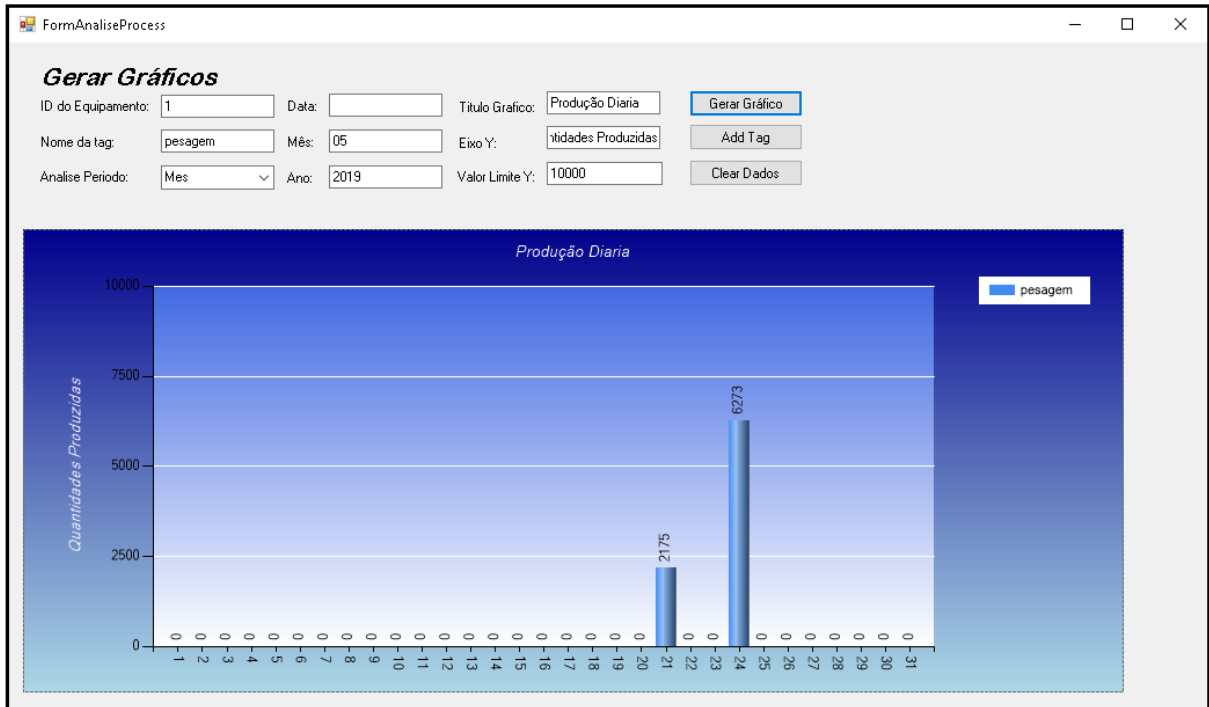 FormAnaliseProcess
Gerar Gráficos
ID do Equipamento: 1 Data: Titulo Grafico: Produção Diaria Gerar Gráfico
Nome da tag: pesagem Mês: 05 Eixo Y: ntidades Produzidas Add Tag
Analise Periodo: Mes Ano: 2019 Valor Limite Y: 10000 Clear Dados
Produção Diaria
pesagem
Quantidades Produzidas
10000
7500
5000
2500
0
6273
2175
0 0 0 0 0 0 0 0 0 0 0 0 0 0 0 0 0 0 0 0 0 0 0 0 0 0 0 0 0
1 2 3 4 5 6 7 8 9 10 11 12 13 14 15 16 17 18 19 20 21 22 23 24 25 26 27 28 29 30 31